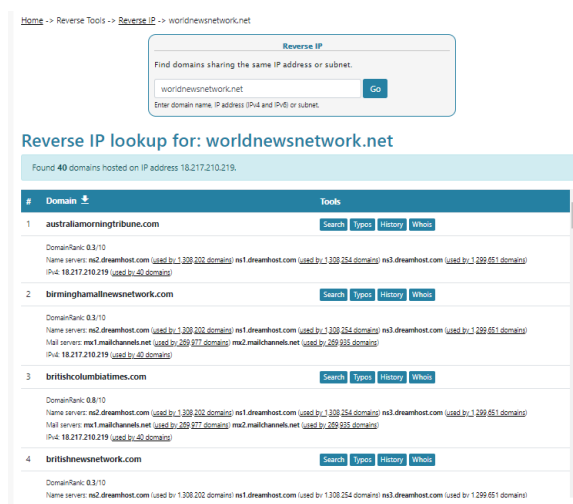 Home -> Reverse Tools -> Reverse IP -> worldnewsnetwork.net
Reverse IP
Find domains sharing the same IP address or subnet.
worldnewsnetwork.net Go
Enter domain name, IP address (IPv4 and IPv6) or subnet.
Reverse IP lookup for: worldnewsnetwork.net
Found 40 domains hosted on IP address 18.217.210.219.
# Domain Tools
1 australiamorningtribune.com Search Typos History Whois
DomainRank: 0.3/10
Name servers: ns2.dreamhost.com (used by 1,308,202 domains) ns1.dreamhost.com (used by 1,308,254 domains) ns3.dreamhost.com (used by 1,299,651 domains)
IPv4: 18.217.210.219 (used by 40 domains)
2 birminghamallnewsnetwork.com Search Typos History Whois
DomainRank: 0.3/10
Name servers: ns2.dreamhost.com (used by 1,308,202 domains) ns1.dreamhost.com (used by 1,308,254 domains) ns3.dreamhost.com (used by 1,299,651 domains)
Mail servers: mx1.mailchannels.net (used by 269,977 domains) mx2.mailchannels.net (used by 269,935 domains)
IPv4: 18.217.210.219 (used by 40 domains)
3 britishcolumbiatimes.com Search Typos History Whois
DomainRank: 0.8/10
Name servers: ns2.dreamhost.com (used by 1,308,202 domains) ns1.dreamhost.com (used by 1,308,254 domains) ns3.dreamhost.com (used by 1,299,651 domains)
Mail servers: mx1.mailchannels.net (used by 269,977 domains) mx2.mailchannels.net (used by 269,935 domains)
IPv4: 18.217.210.219 (used by 40 domains)
4 britishnewsnetwork.com Search Typos History Whois
DomainRank: 0.3/10
Name servers: ns2.dreamhost.com (used by 1,308,202 domains) ns1.dreamhost.com (used by 1,308,254 domains) ns3.dreamhost.com (used by 1,299,651 domains)